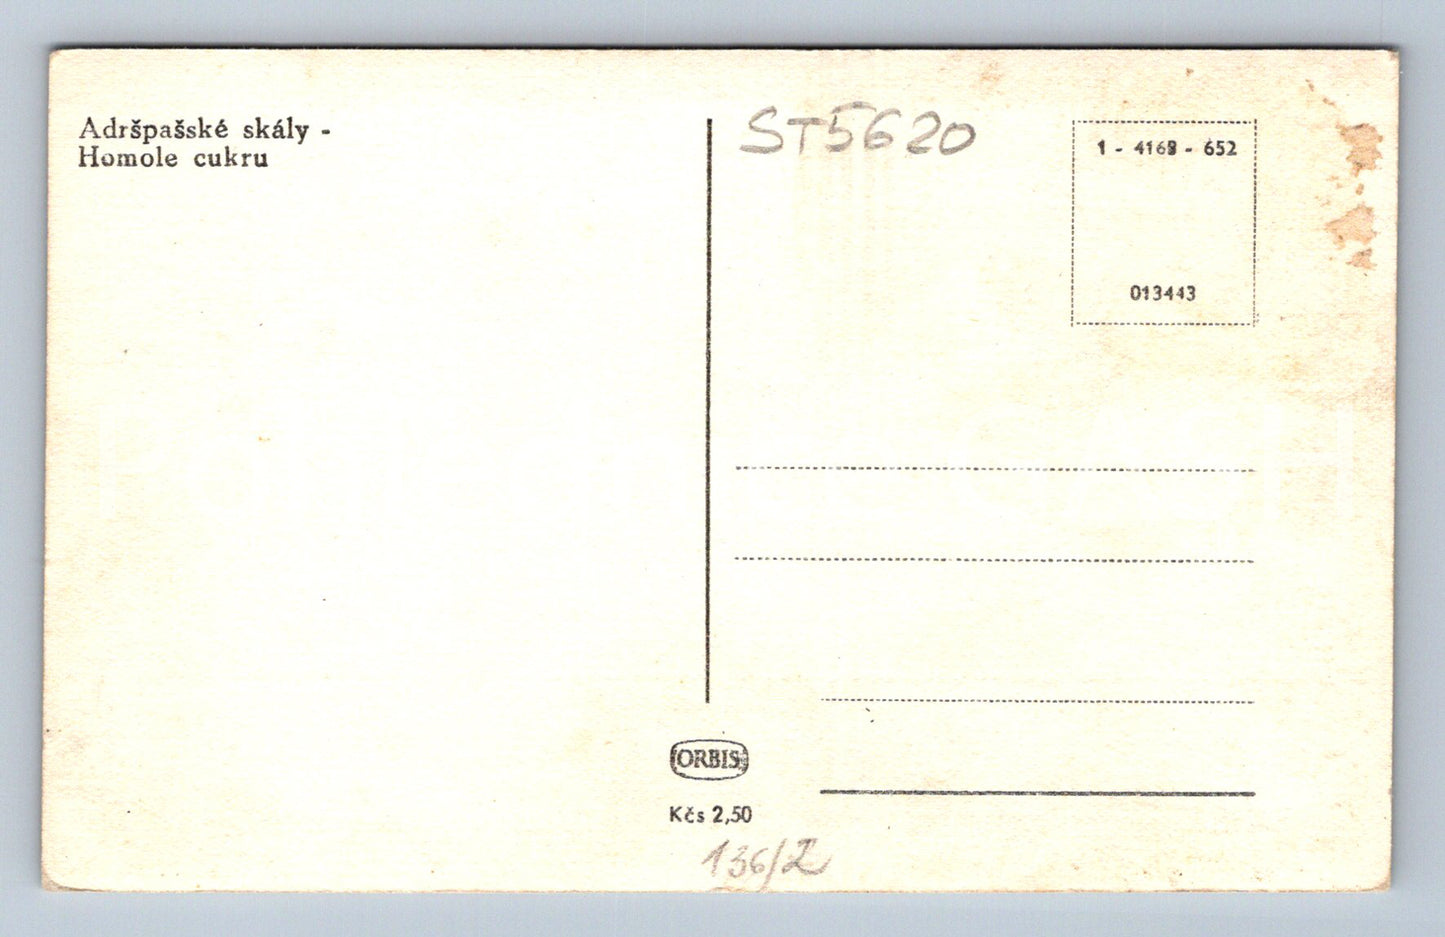 Adršpašské skály -
Homole cukru
ST5620
1 - 4168 - 652
013443
ORBIS
Kčs 2,50
136/2